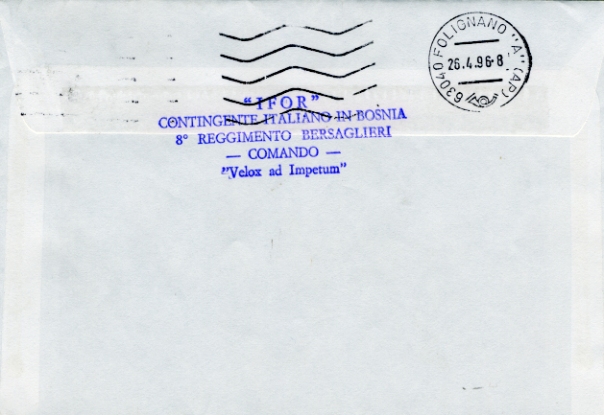 63040 FOLIGNANO "A" (AP)
26.4.96-8
"IFOR"
CONTINGENTE ITALIANO IN BOSNIA
8° REGGIMENTO BERSAGLIERI
— COMANDO —
"Velox ad Impetum"